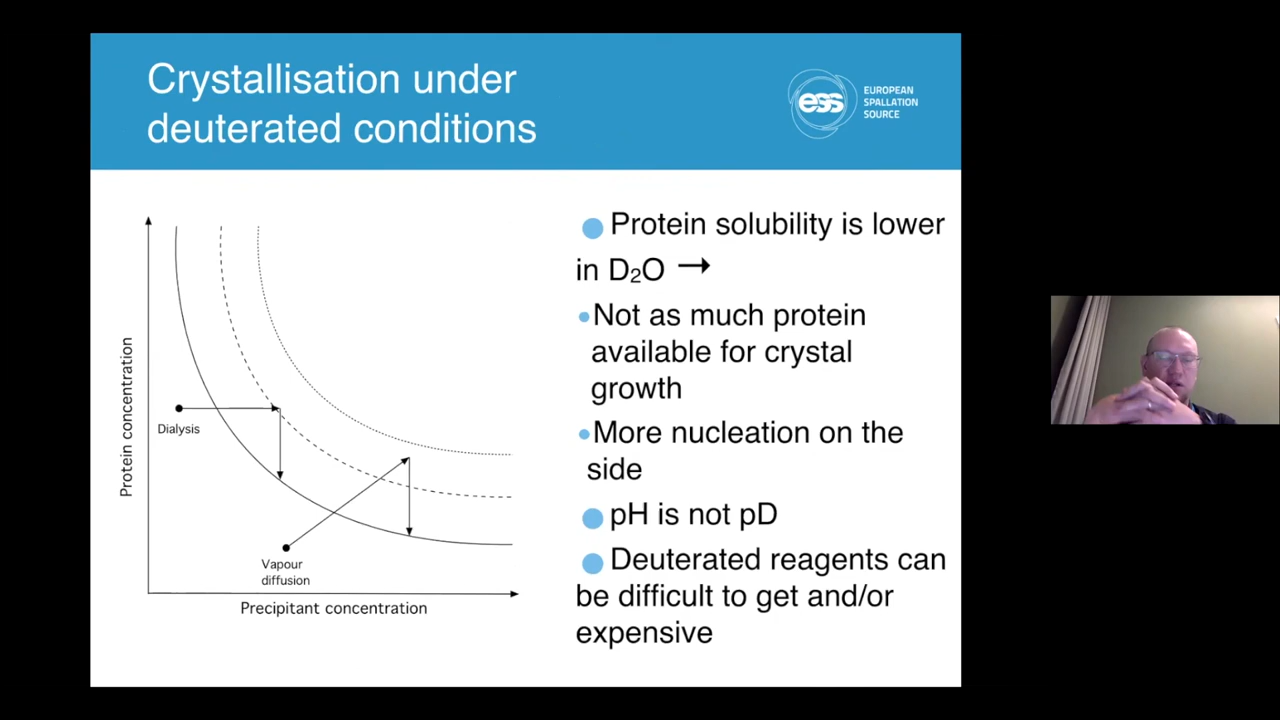 Crystallisation under
deuterated conditions
ess
EUROPEAN
SPALLATION
SOURCE
Protein concentration
Dialysis
Vapour
diffusion
Precipitant concentration
Protein solubility is lower
in D₂O →
Not as much protein
available for crystal
growth
More nucleation on the
side
pH is not pD
Deuterated reagents can
be difficult to get and/or
expensive